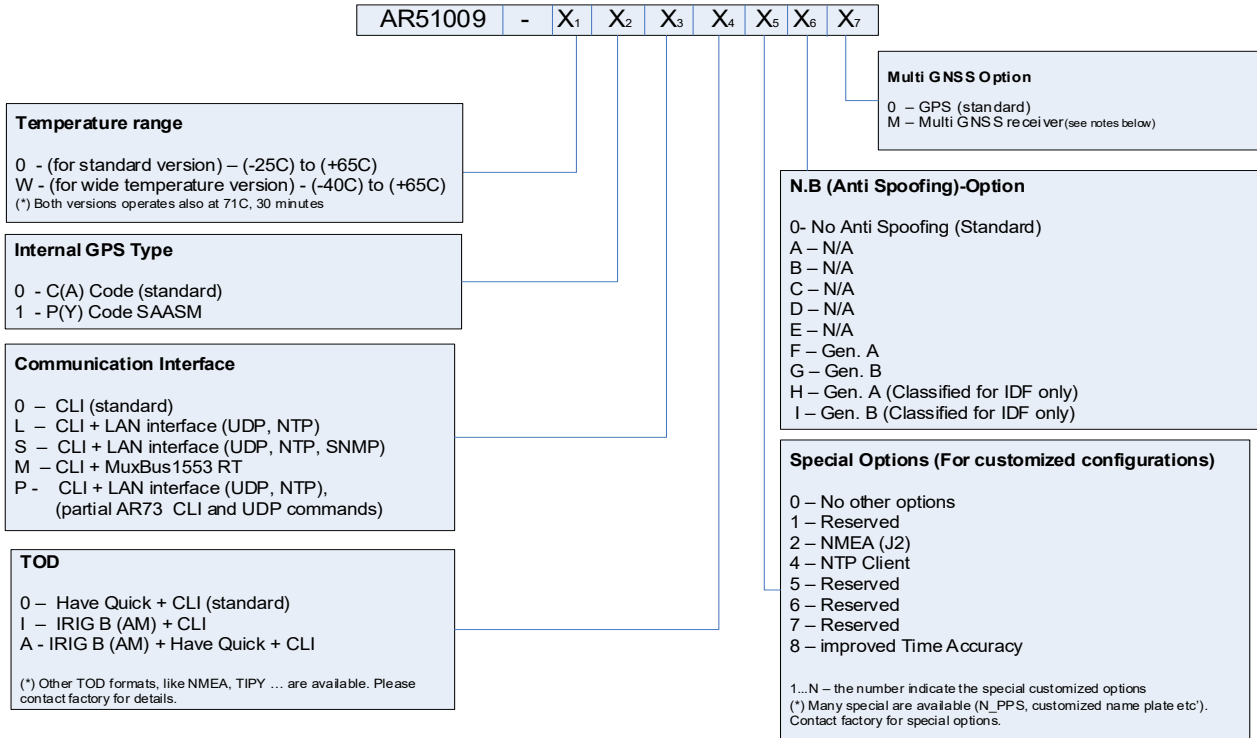 AR51009 - X1 X2 X3 X4 X5 X6 X7
Multi GNSS Option
0 – GPS (standard)
M – Multi GNSS receiver(see notes below)
Temperature range
0 - (for standard version) – (-25C) to (+65C)
W - (for wide temperature version) - (-40C) to (+65C)
(*) Both versions operates also at 71C, 30 minutes
Internal GPS Type
0 - C(A) Code (standard)
1 - P(Y) Code SAASM
Communication Interface
0 – CLI (standard)
L – CLI + LAN interface (UDP, NTP)
S – CLI + LAN interface (UDP, NTP, SNMP)
M – CLI + MuxBus1553 RT
P - CLI + LAN interface (UDP, NTP),
(partial AR73 CLI and UDP commands)
TOD
0 – Have Quick + CLI (standard)
I – IRIG B (AM) + CLI
A - IRIG B (AM) + Have Quick + CLI
(*) Other TOD formats, like NMEA, TIPY ... are available. Please
contact factory for details.
N.B (Anti Spoofing)-Option
0- No Anti Spoofing (Standard)
A – N/A
B – N/A
C – N/A
D – N/A
E – N/A
F – Gen. A
G – Gen. B
H – Gen. A (Classified for IDF only)
I – Gen. B (Classified for IDF only)
Special Options (For customized configurations)
0 – No other options
1 – Reserved
2 – NMEA (J2)
4 – NTP Client
5 – Reserved
6 – Reserved
7 – Reserved
8 – improved Time Accuracy
1...N – the number indicate the special customized options
(*) Many special are available (N_PPS, customized name plate etc').
Contact factory for special options.